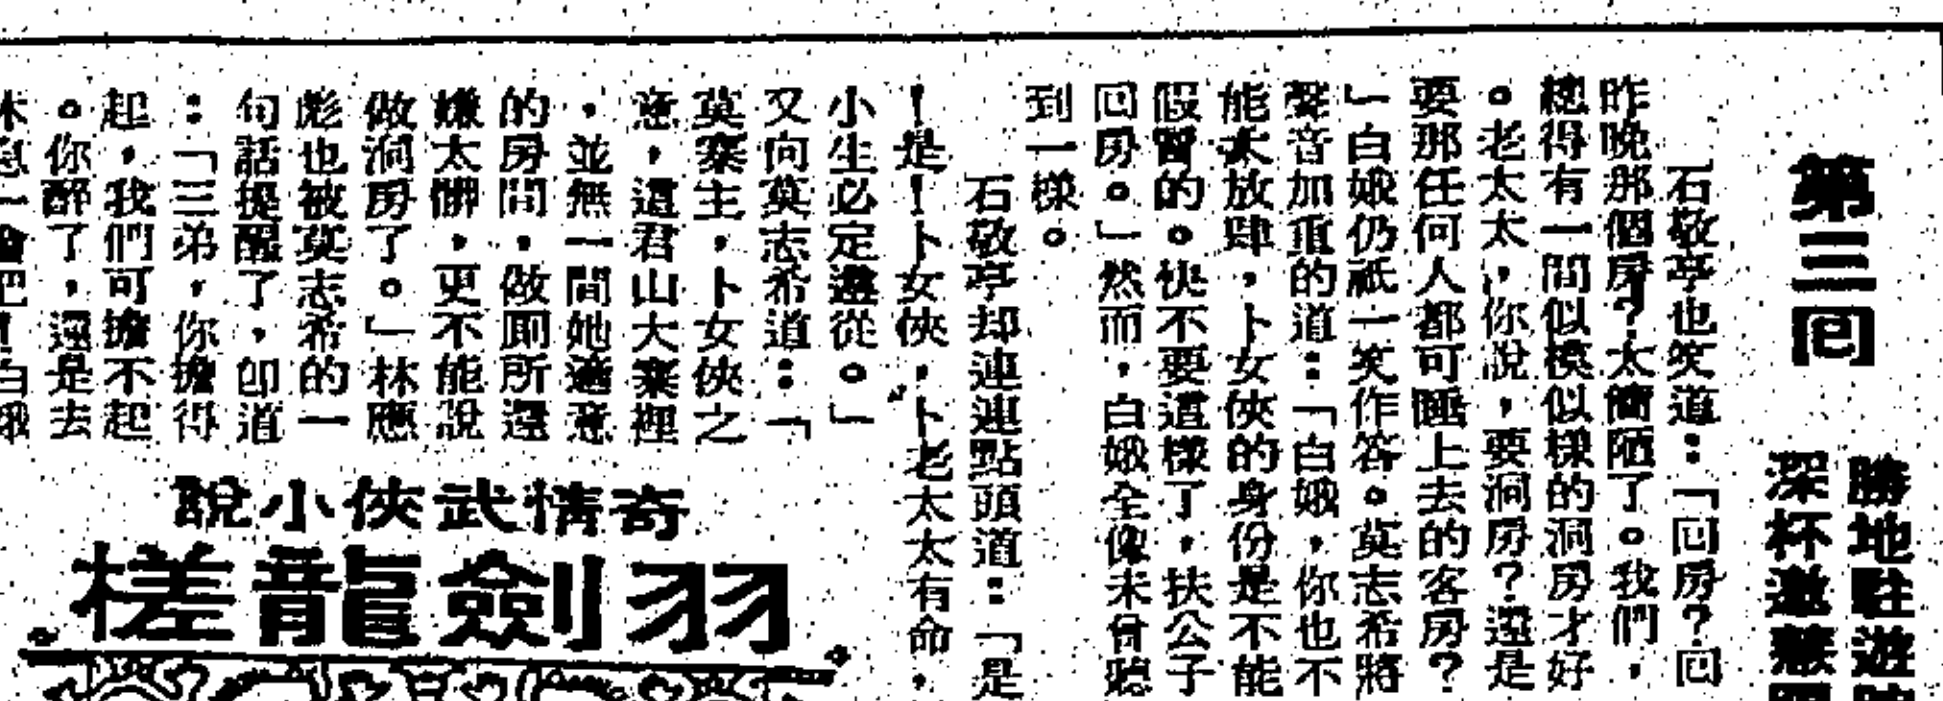 第三回
勝地駐遊
深杯邀
石敬亭也笑道：「回房？回
昨晚那個房？太簡陋了。我們，
總得有一間似模似樣的洞房才好
。老太太，你說，要洞房？還是
要那任何人都可睡上去的客房？
」白娥仍祇一笑作答。莫志希將
聲音加重的道：「白娥，你也不
能太放肆，卜女俠的身份是不能
假冒的。快不要這樣了，扶公子
回房。」然而，白娥全像未曾聽
到一樣。
石敬亭却連連點頭道：「是
！是！卜女俠，卜老太太有命，
小生必定遵從。」
又向莫志希道：「
莫寨主，卜女俠之
意，這君山大寨裡
，並無一間她適意
的房間，做厠所還
嫌太髒，更不能說
做洞房了。」林應
彪也被莫志希的一
句話提醒了，卽道
：「三弟，你擔得
起，我們可擔不起
。你醉了，還是去
休息一會吧！白娥
奇情武俠小說
羽劍龍槎